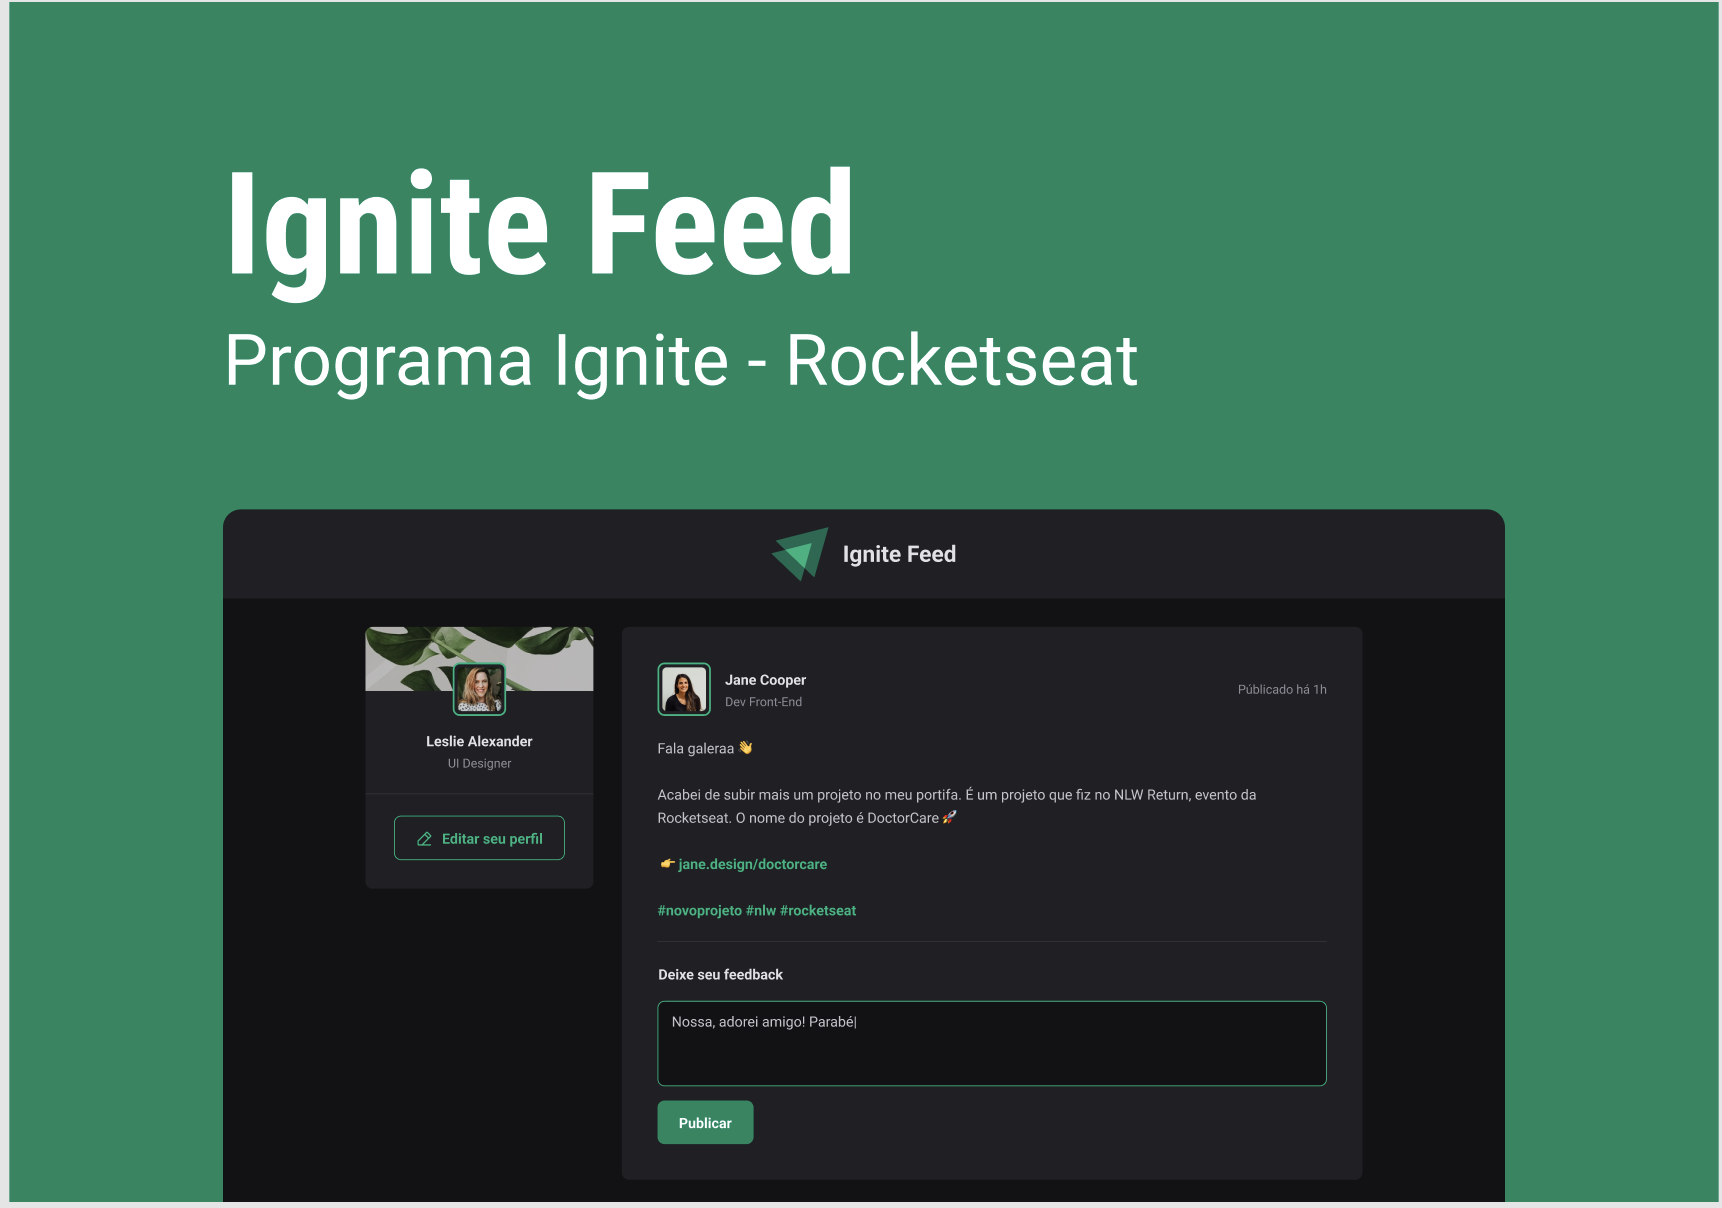 Ignite Feed
Programa Ignite - Rocketseat
Ignite Feed
Leslie Alexander
UI Designer
Editar seu perfil
Jane Cooper
Dev Front-End
Públicado há 1h
Fala galeraa 👋
Acabei de subir mais um projeto no meu portifa. É um projeto que fiz no NLW Return, evento da
Rocketseat. O nome do projeto é DoctorCare 🚀
👉 jane.design/doctorcare
#novoprojeto #nlw #rocketseat
Deixe seu feedback
Nossa, adorei amigo! Parabé|
Publicar